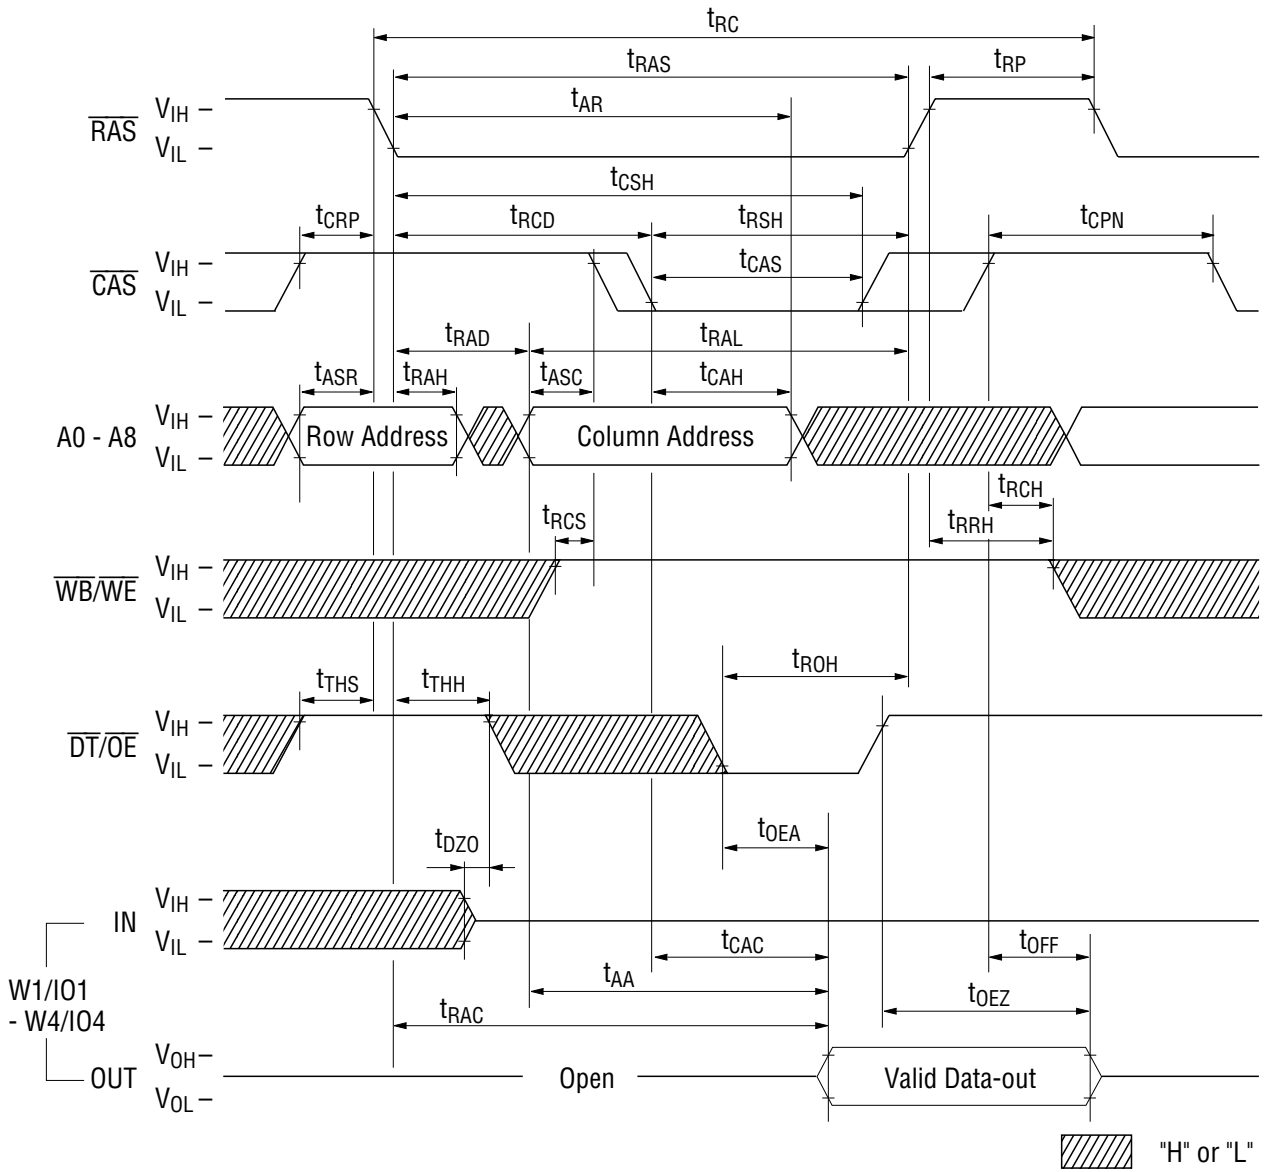 tRC
tRAS
tRP
tAR
RAS
VIH –
VIL –
tCSH
tCRP
tRCD
tRSH
tCPN
tCAS
CAS
VIH –
VIL –
tRAD
tRAL
tASR
tRAH
tASC
tCAH
A0 - A8
VIH –
VIL –
Row Address
Column Address
tRCH
tRCS
tRRH
WB/WE
VIH –
VIL –
tROH
tTHS
tTHH
DT/OE
VIH –
VIL –
tOEA
tDZO
IN
VIH –
VIL –
tCAC
tOFF
tAA
tOEZ
tRAC
W1/IO1
- W4/IO4
OUT
VOH –
VOL –
Open
Valid Data-out
"H" or "L"